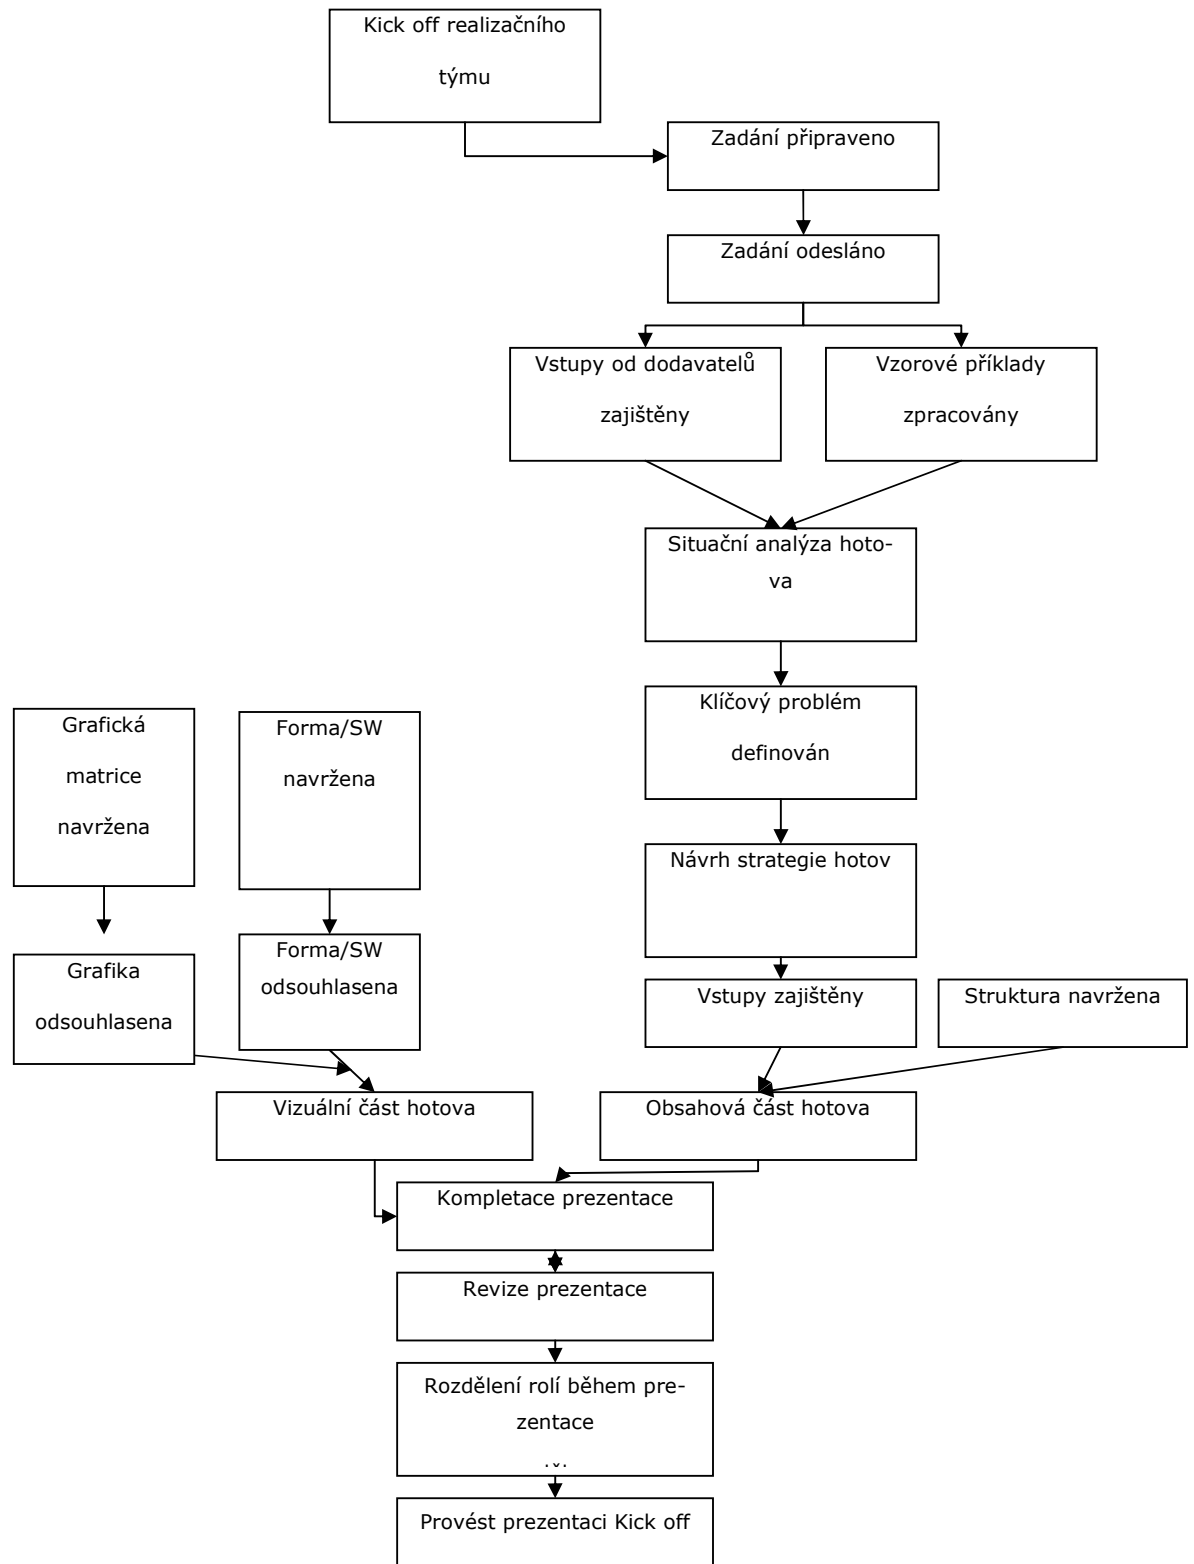 Kick off realizačního
týmu
Zadání připraveno
Zadání odesláno
Vstupy od dodavatelů
zajištěny
Vzorové příklady
zpracovány
Situační analýza hoto-
va
Klíčový problém
definován
Grafická
matrice
navržena
Forma/SW
navržena
Návrh strategie hotov
Grafika
odsouhlasena
Forma/SW
odsouhlasena
Vstupy zajištěny
Struktura navržena
Vizuální část hotova
Obsahová část hotova
Kompletace prezentace
Revize prezentace
Rozdělení rolí během pre-
zentace
Provést prezentaci Kick off